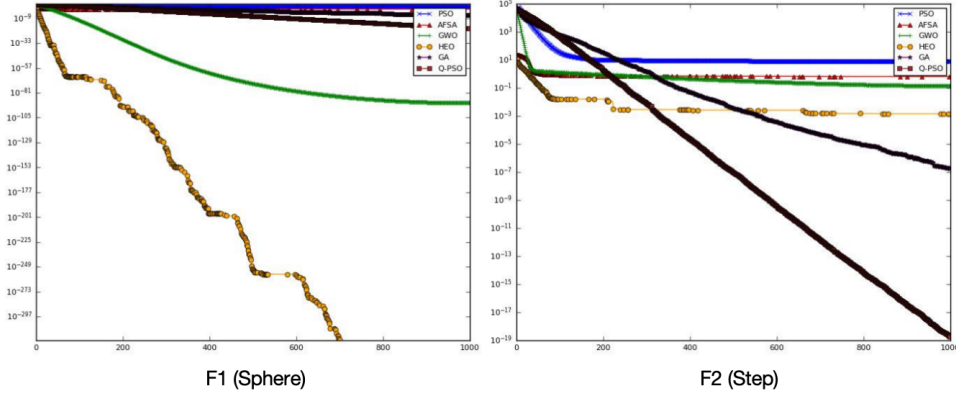 10^-9
10^-33
10^-57
10^-81
10^-105
10^-129
10^-153
10^-177
10^-201
10^-225
10^-249
10^-273
10^-297
0 200 400 600 800 1000
PSO
AFSA
GWO
HEO
GA
Q-PSO
F1 (Sphere)
10^5
10^3
10^1
10^-1
10^-3
10^-5
10^-7
10^-9
10^-11
10^-13
10^-15
10^-17
10^-19
0 200 400 600 800 1000
PSO
AFSA
GWO
HEO
GA
Q-PSO
F2 (Step)